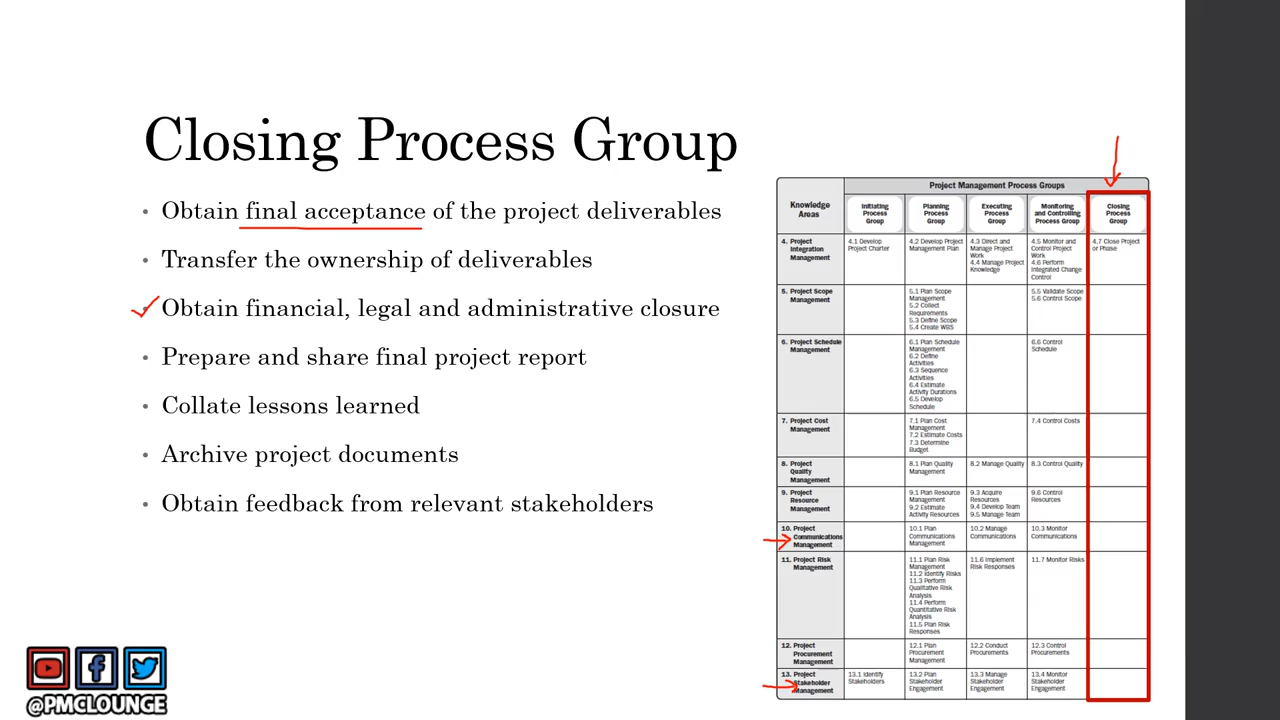 Closing Process Group
• Obtain final acceptance of the project deliverables
• Transfer the ownership of deliverables
• Obtain financial, legal and administrative closure
• Prepare and share final project report
• Collate lessons learned
• Archive project documents
• Obtain feedback from relevant stakeholders
Knowledge
Areas
Project Management Process Groups
Initiating
Process
Group
Planning
Process
Group
Executing
Process
Group
Monitoring
and Controlling
Process Group
Closing
Process
Group
4. Project
Integration
Management
4.1 Develop
Project Charter
4.2 Develop Project
Management Plan
4.3 Direct and
Manage Project
Work
4.4 Manage Project
Knowledge
4.5 Monitor and
Control Project
Work
4.6 Perform
Integrated Change
Control
4.7 Close Project
or Phase
5. Project Scope
Management
5.1 Plan Scope
Management
5.2 Collect
Requirements
5.3 Define Scope
5.4 Create WBS
5.5 Validate Scope
5.6 Control Scope
6. Project Schedule
Management
6.1 Plan Schedule
Management
6.2 Define
Activities
6.3 Sequence
Activities
6.4 Estimate
Activity Durations
6.5 Develop
Schedule
6.6 Control
Schedule
7. Project Cost
Management
7.1 Plan Cost
Management
7.2 Estimate Costs
7.3 Determine
Budget
7.4 Control Costs
8. Project
Quality
Management
8.1 Plan Quality
Management
8.2 Manage Quality
8.3 Control Quality
9. Project
Resource
Management
9.1 Plan Resource
Management
9.2 Estimate
Activity Resources
9.3 Acquire
Resources
9.4 Develop Team
9.5 Manage Team
9.6 Control
Resources
10. Project
Communications
Management
10.1 Plan
Communications
Management
10.2 Manage
Communications
10.3 Monitor
Communications
11. Project Risk
Management
11.1 Plan Risk
Management
11.2 Identify Risks
11.3 Perform
Qualitative Risk
Analysis
11.4 Perform
Quantitative Risk
Analysis
11.5 Plan Risk
Responses
11.6 Implement
Risk Responses
11.7 Monitor Risks
12. Project
Procurement
Management
12.1 Plan
Procurement
Management
12.2 Conduct
Procurements
12.3 Control
Procurements
13. Project
Stakeholder
Management
13.1 Identify
Stakeholders
13.2 Plan
Stakeholder
Engagement
13.3 Manage
Stakeholder
Engagement
13.4 Monitor
Stakeholder
Engagement
@PMCLOUNGE